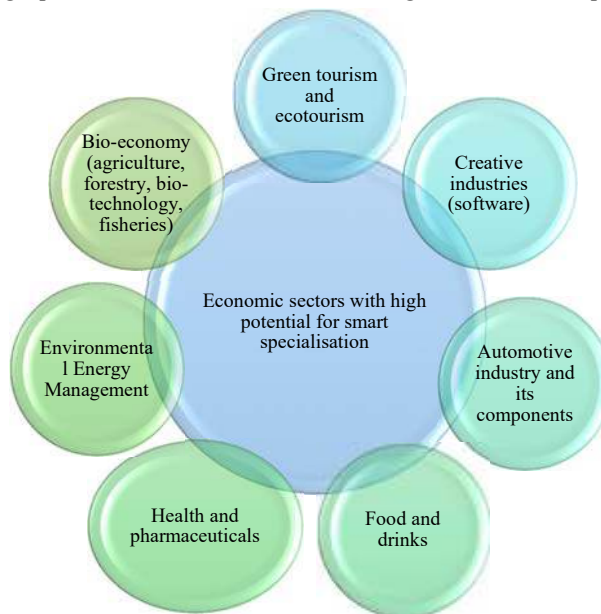 Green tourism
and
ecotourism
Creative
industries
(software)
Automotive
industry and
its
components
Food and
drinks
Health and
pharmaceuticals
Environmenta
l Energy
Management
Bio-economy
(agriculture,
forestry, bio-
technology,
fisheries)
Economic sectors with high
potential for smart
specialisation